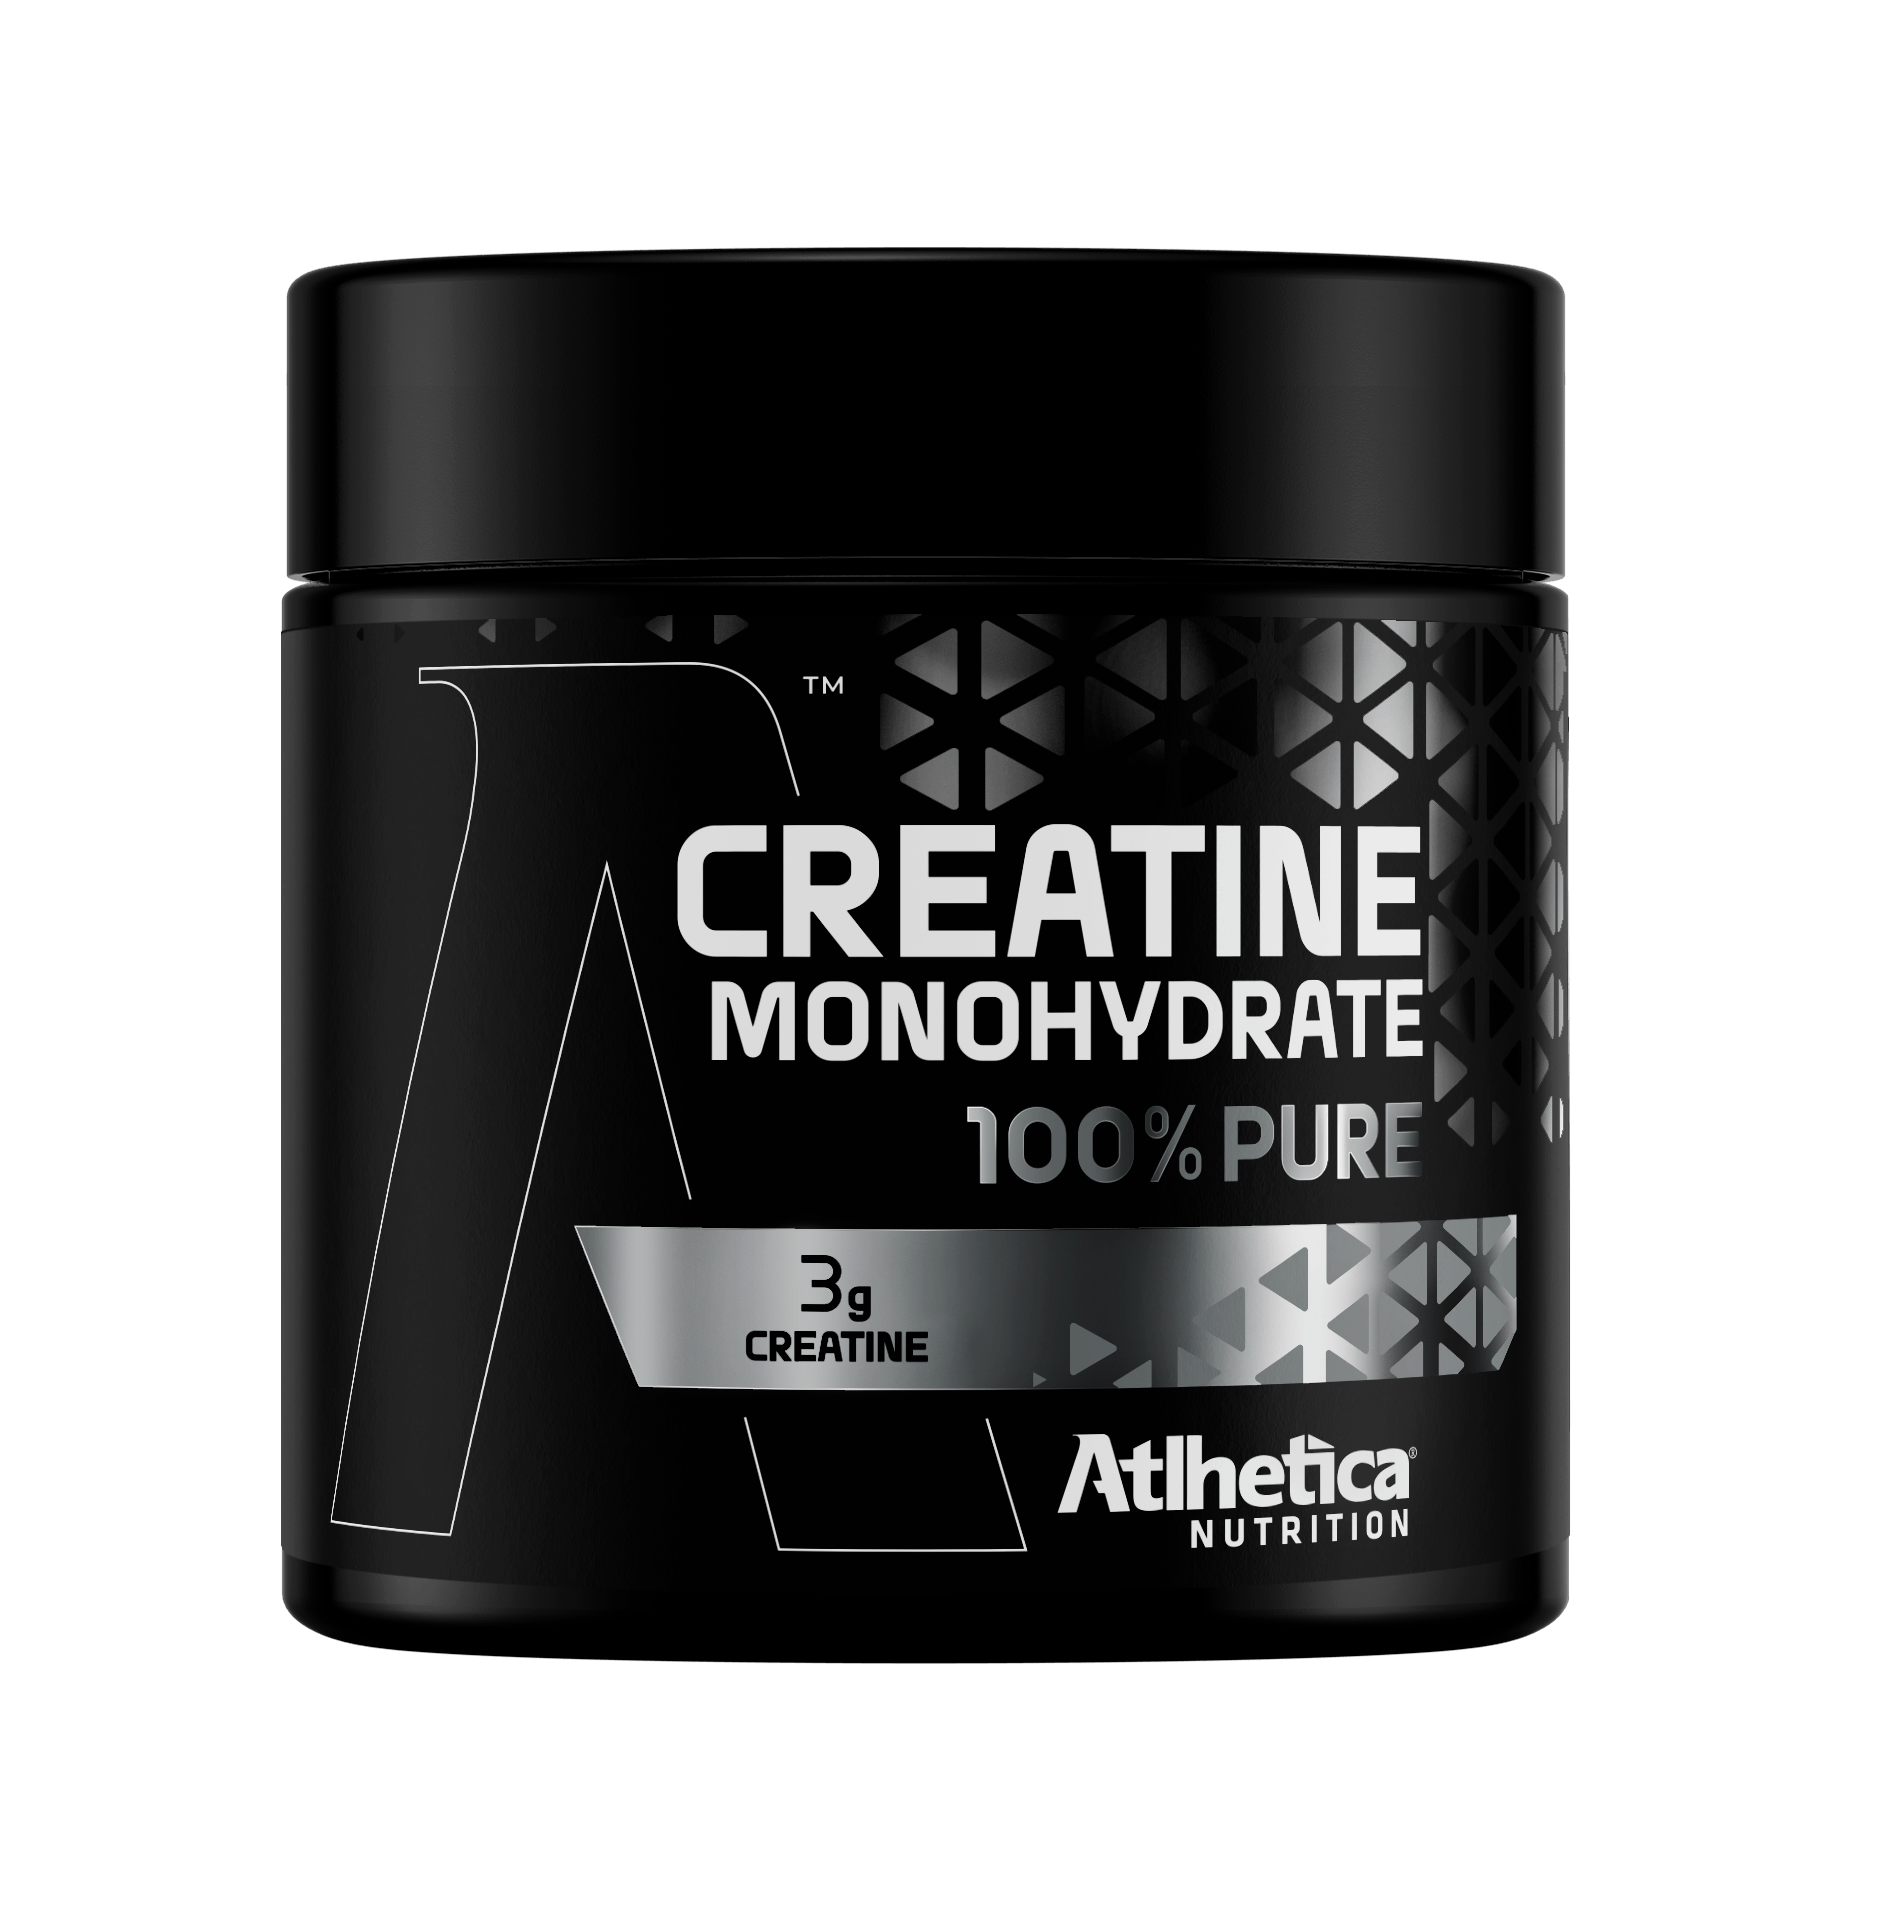 TM
CREATINE
MONOHYDRATE
100% PURE
3g
CREATINE
Atlhetica®
NUTRITION